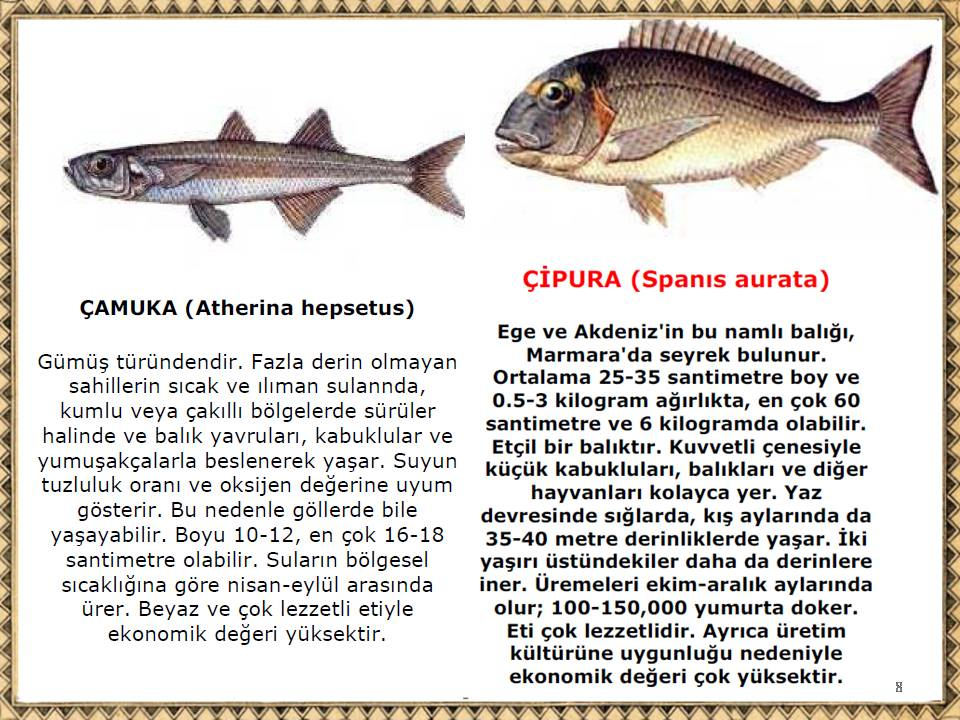 ÇAMUKA (Atherina hepsetus)
Gümüş türündendir. Fazla derin olmayan
sahillerin sıcak ve ılıman sulannda,
kumlu veya çakıllı bölgelerde sürüler
halinde ve balık yavruları, kabuklular ve
yumuşakçalarla beslenerek yaşar. Suyun
tuzluluk oranı ve oksijen değerine uyum
gösterir. Bu nedenle göllerde bile
yaşayabilir. Boyu 10-12, en çok 16-18
santimetre olabilir. Suların bölgesel
sıcaklığına göre nisan-eylül arasında
ürer. Beyaz ve çok lezzetli etiyle
ekonomik değeri yüksektir.
ÇİPURA (Spanıs aurata)
Ege ve Akdeniz'in bu namlı balığı,
Marmara'da seyrek bulunur.
Ortalama 25-35 santimetre boy ve
0.5-3 kilogram ağırlıkta, en çok 60
santimetre ve 6 kilogramda olabilir.
Etçil bir balıktır. Kuvvetli çenesiyle
küçük kabukluları, balıkları ve diğer
hayvanları kolayca yer. Yaz
devresinde sığlarda, kış aylarında da
35-40 metre derinliklerde yaşar. İki
yaşırı üstündekiler daha da derinlere
iner. Üremeleri ekim-aralık aylarında
olur; 100-150,000 yumurta doker.
Eti çok lezzetlidir. Ayrıca üretim
kültürüne uygunluğu nedeniyle
ekonomik değeri çok yüksektir.